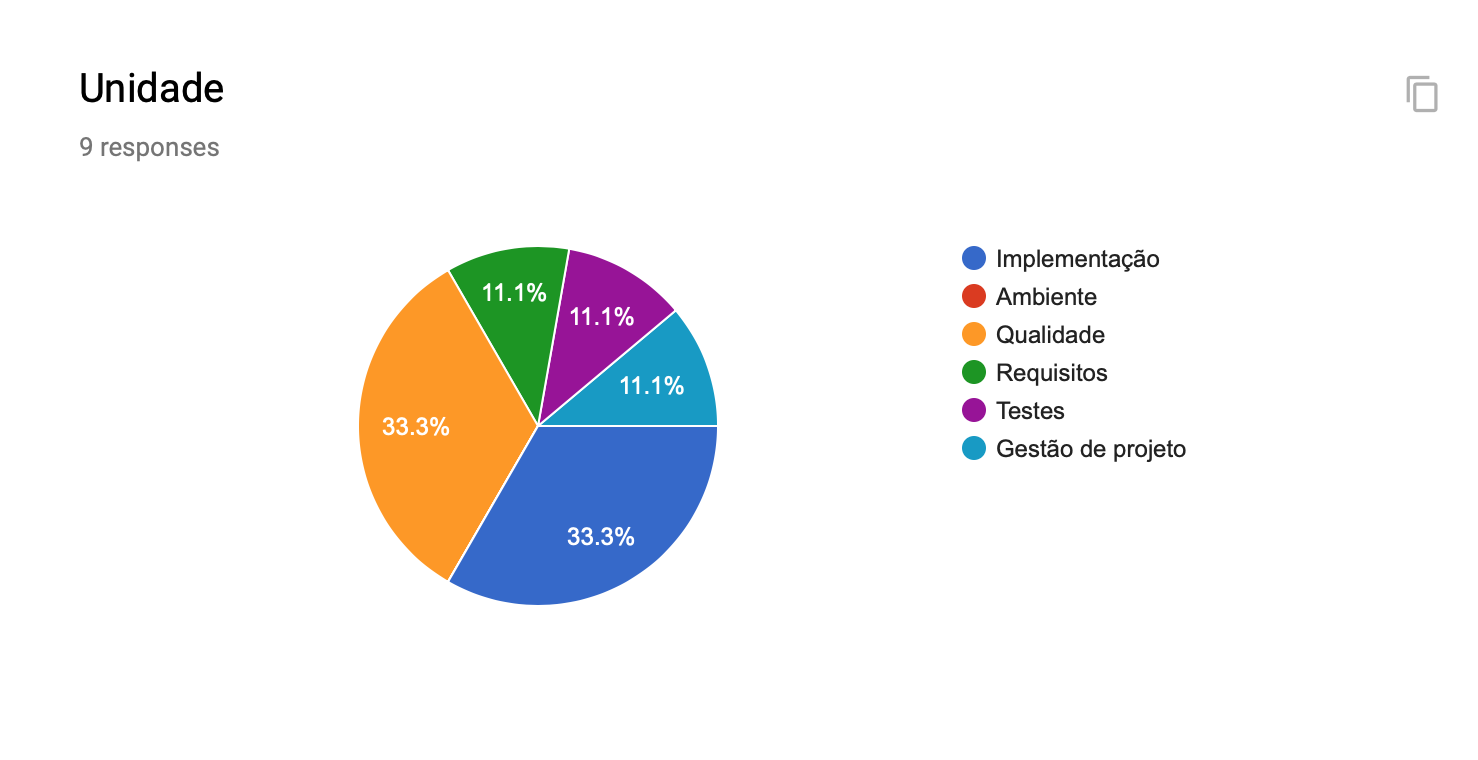 Unidade
9 responses
11.1%
11.1%
11.1%
33.3%
33.3%
Implementação
Ambiente
Qualidade
Requisitos
Testes
Gestão de projeto